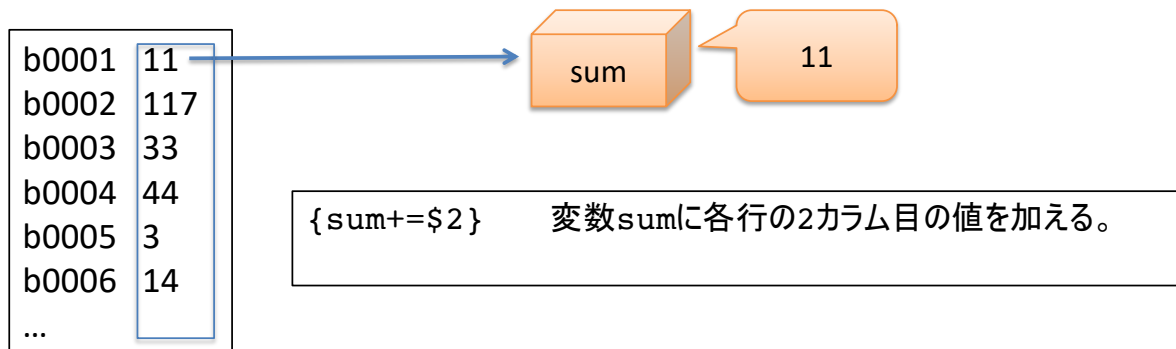 b0001 11
b0002 117
b0003 33
b0004 44
b0005 3
b0006 14
…
sum
11
{sum+=$2} 変数sumに各行の2カラム目の値を加える。